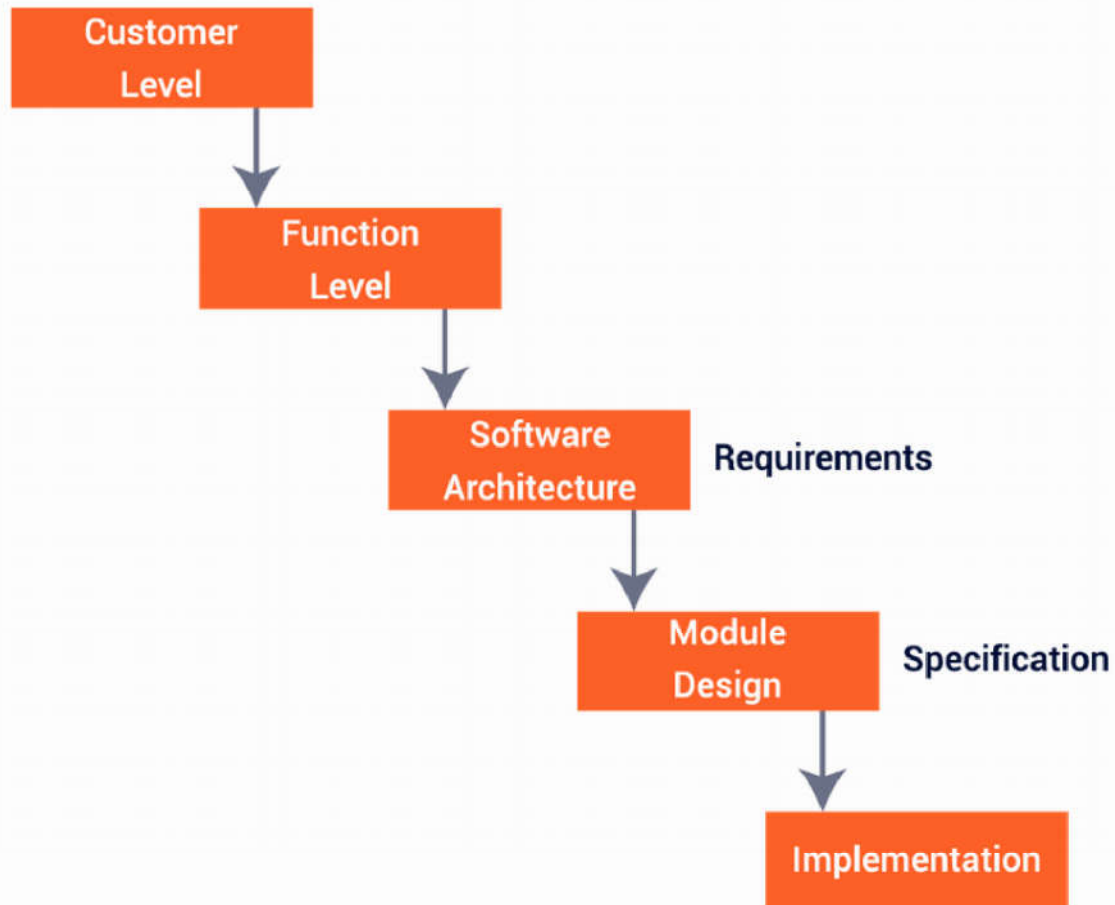 Customer
Level
Function
Level
Software
Architecture
Requirements
Module
Design
Specification
Implementation